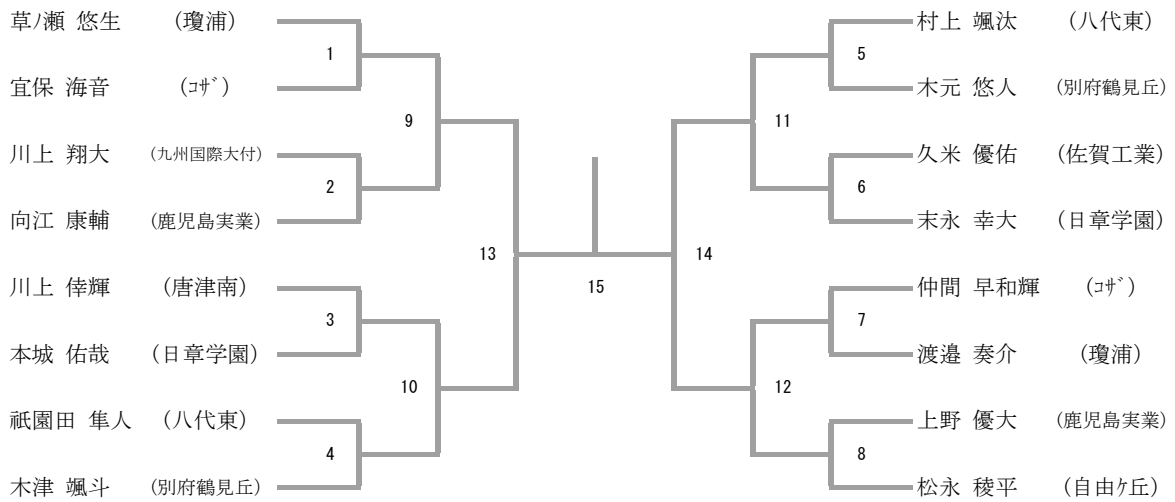 草ﾉ瀬 悠生 (瓊浦)
1
宜保 海音 (ｺｻﾞ)
9
川上 翔大 (九州国際大付)
2
向江 康輔 (鹿児島実業)
13
川上 倖輝 (唐津南)
3
本城 佑哉 (日章学園)
10
祇園田 隼人 (八代東)
4
木津 颯斗 (別府鶴見丘)
15
村上 颯汰 (八代東)
5
木元 悠人 (別府鶴見丘)
11
久米 優佑 (佐賀工業)
6
末永 幸大 (日章学園)
14
仲間 早和輝 (ｺｻﾞ)
7
渡邉 奏介 (瓊浦)
12
上野 優大 (鹿児島実業)
8
松永 稜平 (自由ｹ丘)